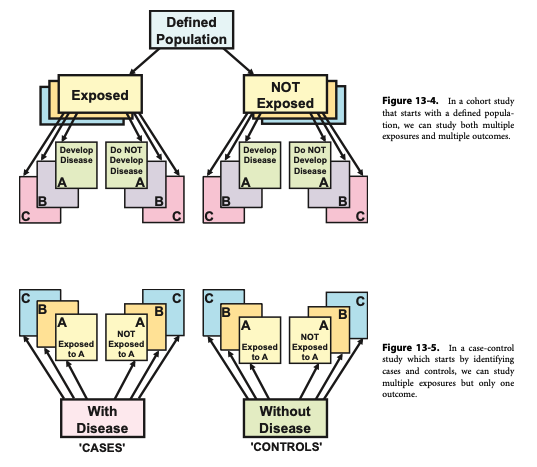 Defined
Population
Exposed
NOT
Exposed
Develop
Disease
A
B
C
Do NOT
Develop
Disease
A
B
C
Develop
Disease
A
B
C
Do NOT
Develop
Disease
A
B
C
Figure 13-4. In a cohort study
that starts with a defined popula-
tion, we can study both multiple
exposures and multiple outcomes.
C
B
A
Exposed
to A
C
B
A
NOT
Exposed
to A
C
B
A
Exposed
to A
C
B
A
NOT
Exposed
to A
With
Disease
'CASES'
Without
Disease
'CONTROLS'
Figure 13-5. In a case-control
study which starts by identifying
cases and controls, we can study
multiple exposures but only one
outcome.